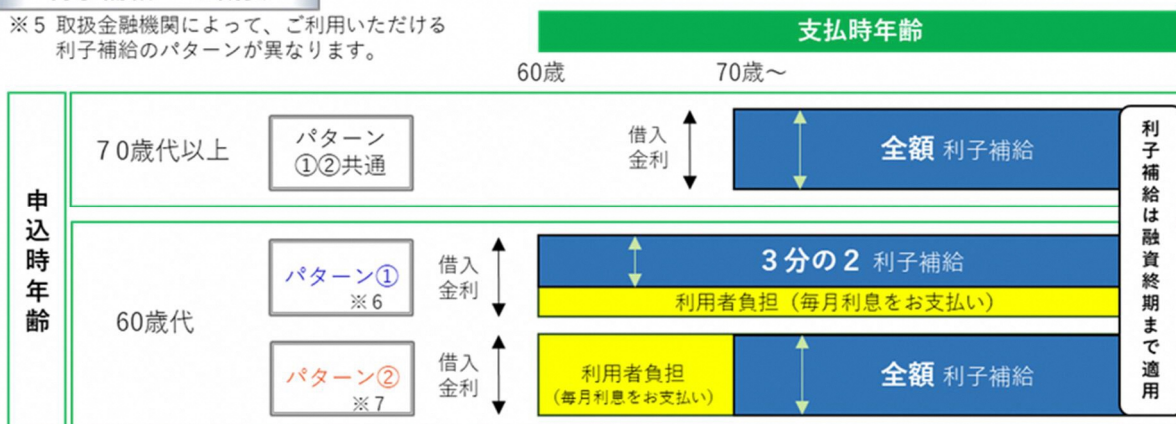 ※5 取扱金融機関によって、ご利用いただける
利子補給のパターンが異なります。
支払時年齢
60歳
70歳～
申込時年齢
70歳代以上
パターン
①②共通
借入
金利
全額 利子補給
60歳代
パターン①
※6
借入
金利
3分の2 利子補給
利用者負担（毎月利息をお支払い）
パターン②
※7
借入
金利
利用者負担
（毎月利息をお支払い）
全額 利子補給
利子補給は融資終期まで適用